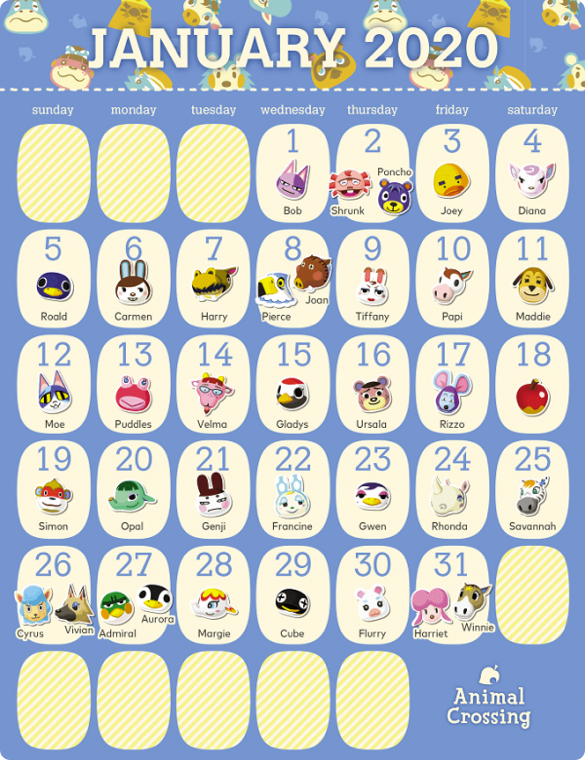 JANUARY 2020
sunday monday tuesday wednesday thursday friday saturday
1 2 3 4
Poncho
Bob Shrunk Joey Diana
5 6 7 8 9 10 11
Joan
Roald Carmen Harry Pierce Tiffany Papi Maddie
12 13 14 15 16 17 18
Moe Puddles Velma Gladys Ursala Rizzo
19 20 21 22 23 24 25
Simon Opal Genji Francine Gwen Rhonda Savannah
26 27 28 29 30 31
Aurora
Cyrus Vivian Admiral Margie Cube Flurry Harriet Winnie
Animal
Crossing